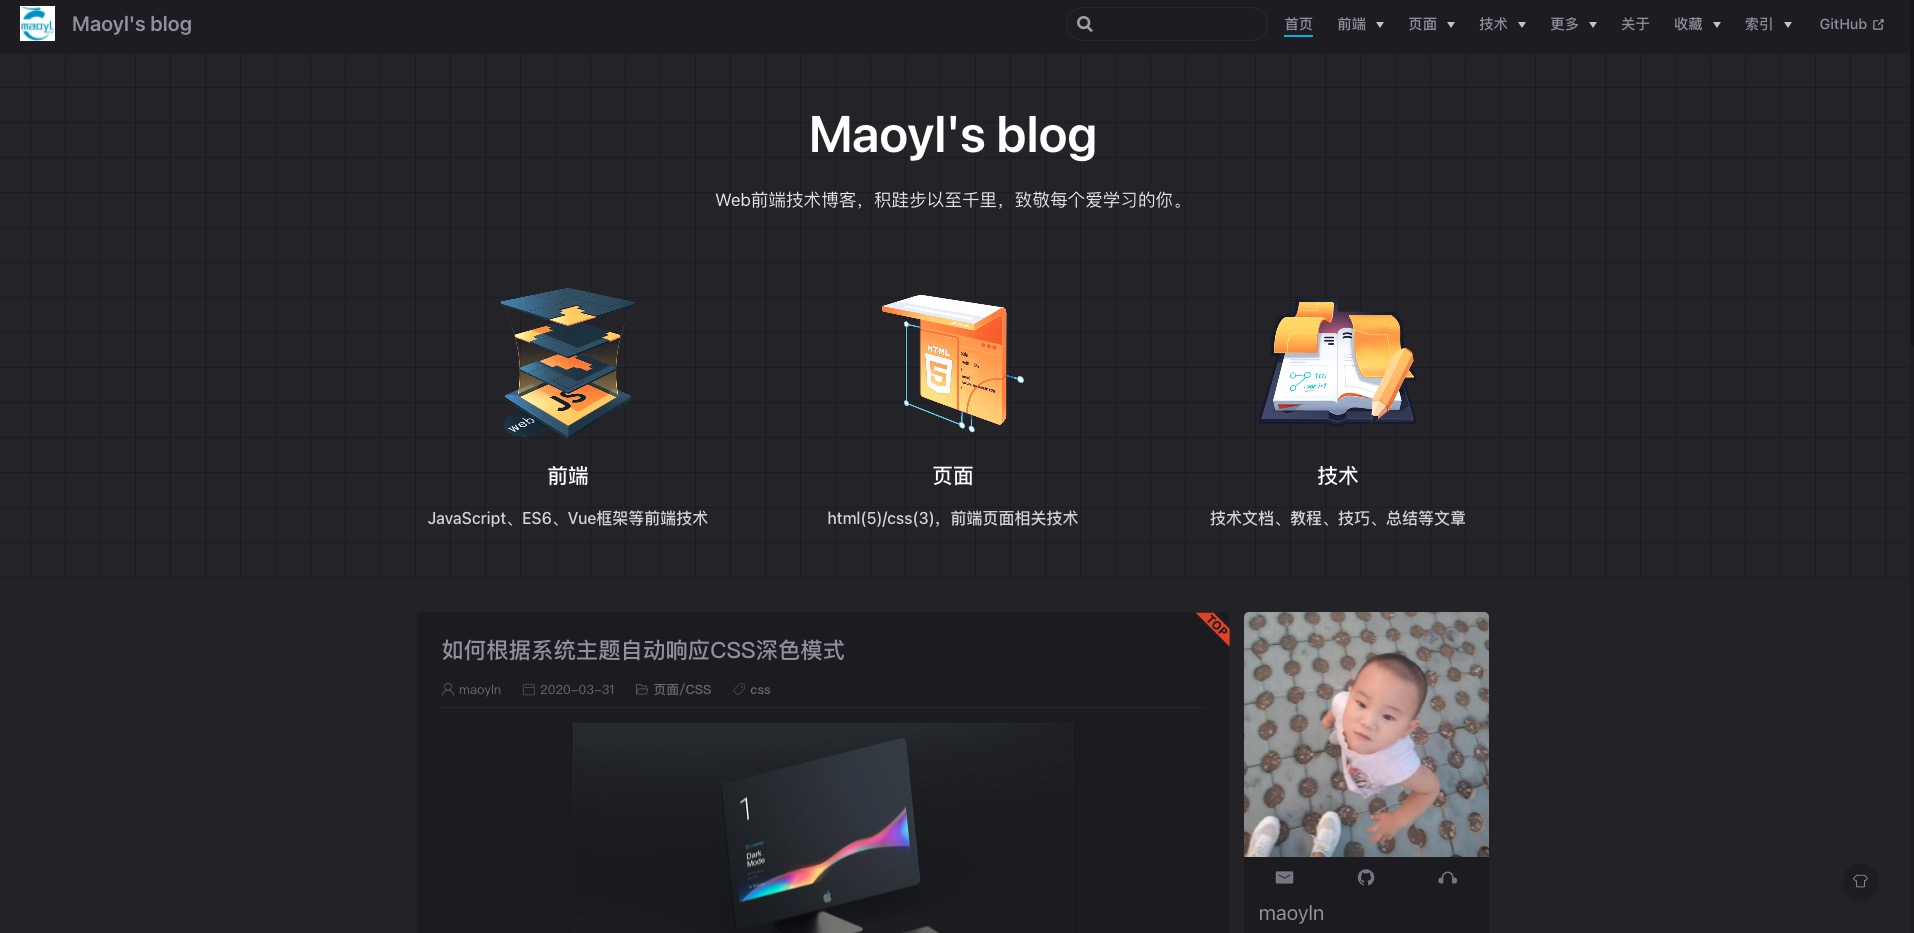 maoyl
Maoyl's blog
首页 前端 页面 技术 更多 关于 收藏 索引 GitHub
Maoyl's blog
Web前端技术博客，积跬步以至千里，致敬每个爱学习的你。
JS
web
HTML
5
前端
页面
技术
JavaScript、ES6、Vue框架等前端技术
html(5)/css(3)，前端页面相关技术
技术文档、教程、技巧、总结等文章
TOP
如何根据系统主题自动响应CSS深色模式
maoyln 2020-03-31 页面/CSS css
1
Dark
Mode
maoyln